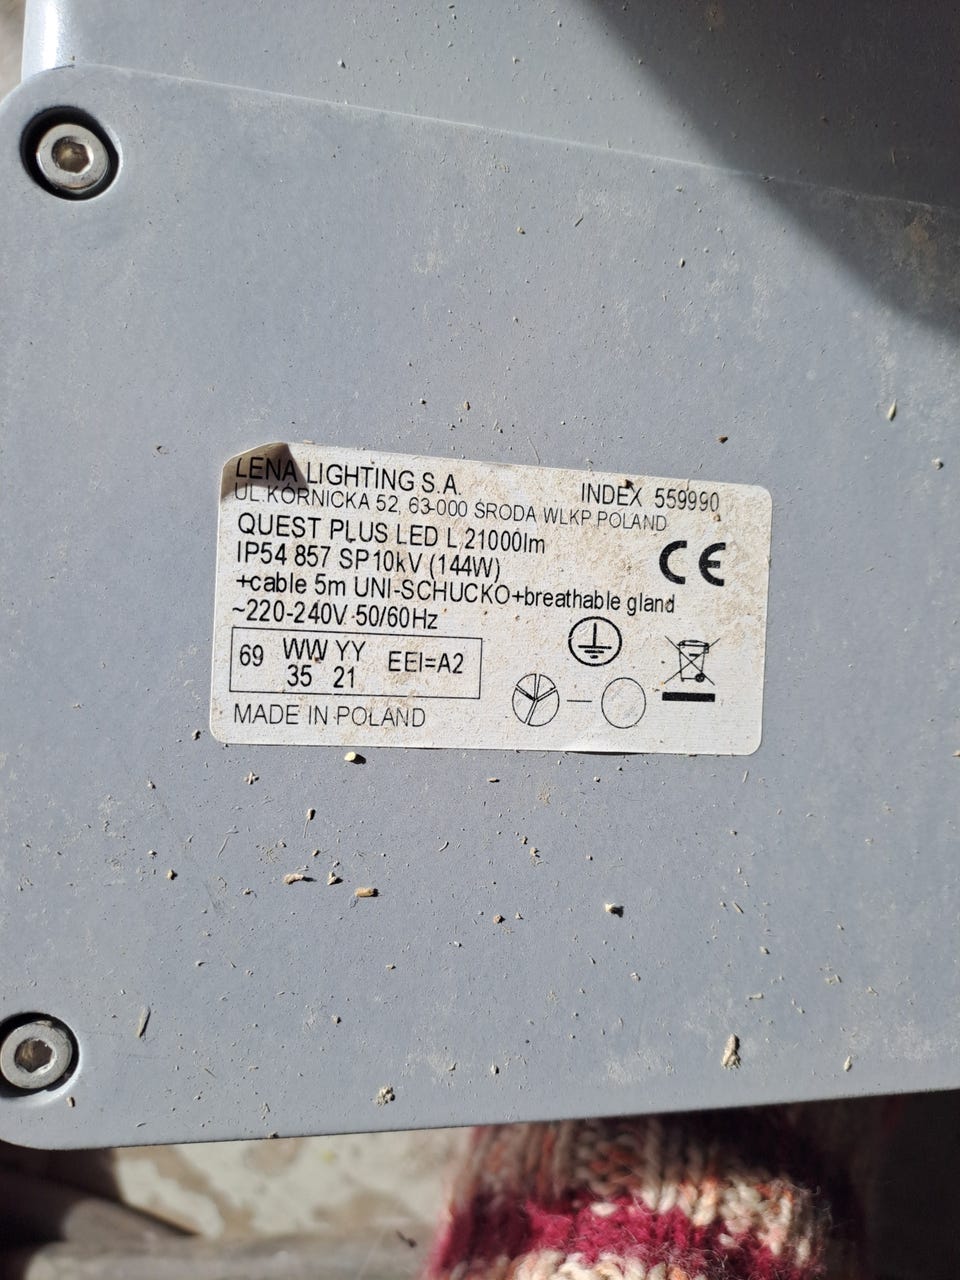 LENA LIGHTING S.A.
INDEX 559990
UL.KÓRNICKA 52, 63-000 ŚRODA WLKP POLAND
QUEST PLUS LED L 21000lm
IP54 857 SP10kV (144W)
+cable 5m UNI-SCHUCKO+breathable gland
~220-240V 50/60Hz
CE
69 WW YY EEI=A2
35 21
MADE IN POLAND